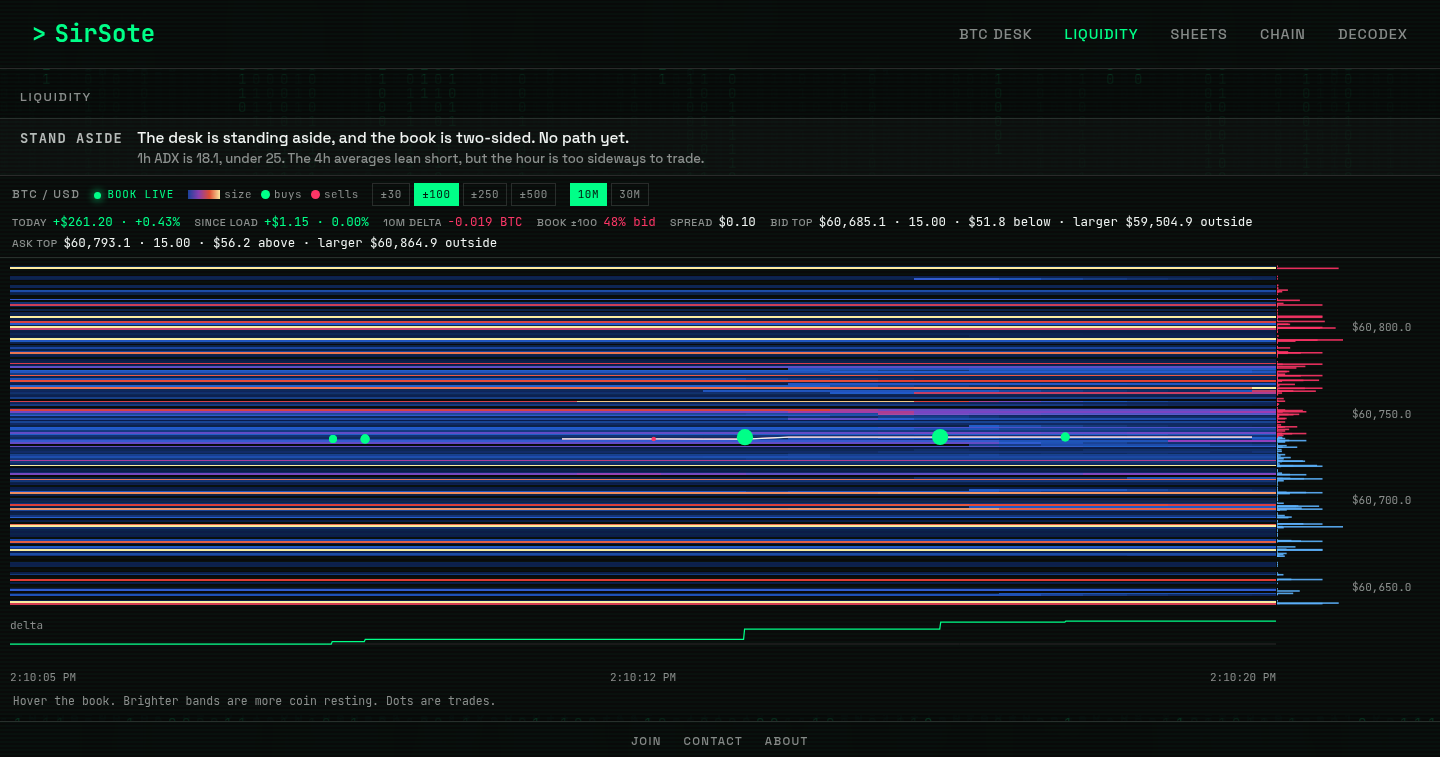 > SirSote
BTC DESK LIQUIDITY SHEETS CHAIN DECODEX
LIQUIDITY
STAND ASIDE The desk is standing aside, and the book is two-sided. No path yet.
1h ADX is 18.1, under 25. The 4h averages lean short, but the hour is too sideways to trade.
BTC / USD BOOK LIVE size buys sells ±30 ±100 ±250 ±500 10M 30M
TODAY +$261.20 · +0.43% SINCE LOAD +$1.15 · 0.00% 10M DELTA -0.019 BTC BOOK ±100 48% bid SPREAD $0.10 BID TOP $60,685.1 · 15.00 · $51.8 below · larger $59,504.9 outside
ASK TOP $60,793.1 · 15.00 · $56.2 above · larger $60,864.9 outside
$60,800.0
$60,750.0
$60,700.0
$60,650.0
delta
2:10:05 PM 2:10:12 PM 2:10:20 PM
Hover the book. Brighter bands are more coin resting. Dots are trades.
JOIN CONTACT ABOUT